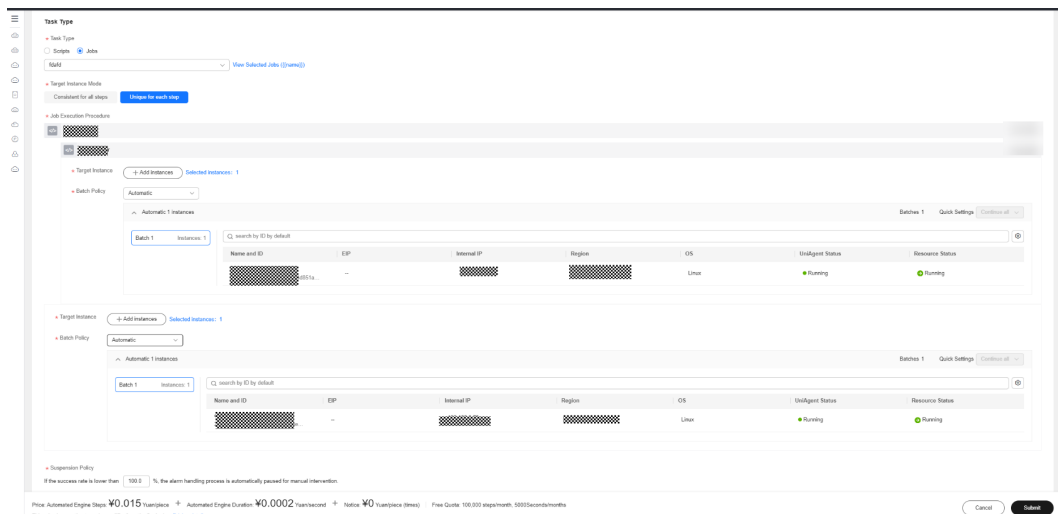 Task Type
* Task Type
Scripts Jobs
fdafd View Selected Jobs ({name})
* Target Instance Mode
Consistent for all steps Unique for each step
* Job Execution Procedure
</>
</>
* Target Instance + Add instances Selected instances: 1
* Batch Policy Automatic
Automatic 1 instances Batches 1 Quick Settings Continue all
Batch 1 Instances: 1 search by ID by default
Name and ID EIP Internal IP Region OS UniAgent Status Resource Status
d851a... -- Linux Running Running
* Target Instance + Add instances Selected instances: 1
* Batch Policy Automatic
Automatic 1 instances Batches 1 Quick Settings Continue all
Batch 1 Instances: 1 search by ID by default
Name and ID EIP Internal IP Region OS UniAgent Status Resource Status
e... -- Linux Running Running
* Suspension Policy
If the success rate is lower than 100.0 %, the alarm handling process is automatically paused for manual intervention.
Price: Automated Engine Steps: ¥0.015 Yuan/piece + Automated Engine Duration: ¥0.0002 Yuan/second + Notice: ¥0 Yuan/piece (times) Free Quota: 100,000 steps/month, 5000Seconds/months
Cancel Submit